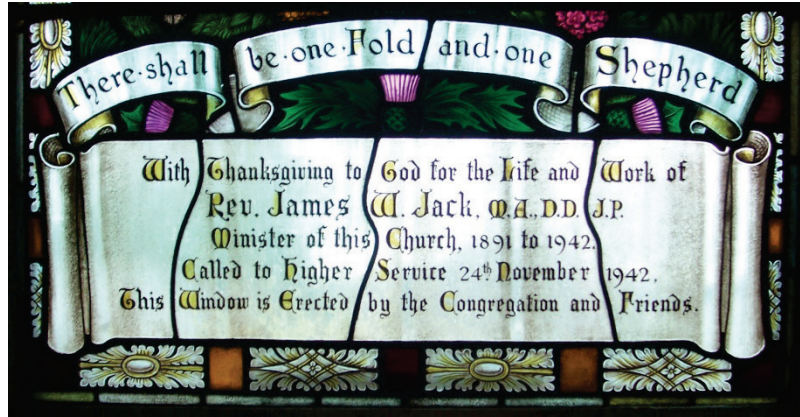 There·shall be·one·Fold and·one Shepherd
With Thanksgiving to God for the Life and Work of
Rev. James W. Jack, M.A., D.D. J.P.
Minister of this Church, 1891 to 1942.
Called to Higher Service 24th November 1942.
This Window is Erected by the Congregation and Friends.